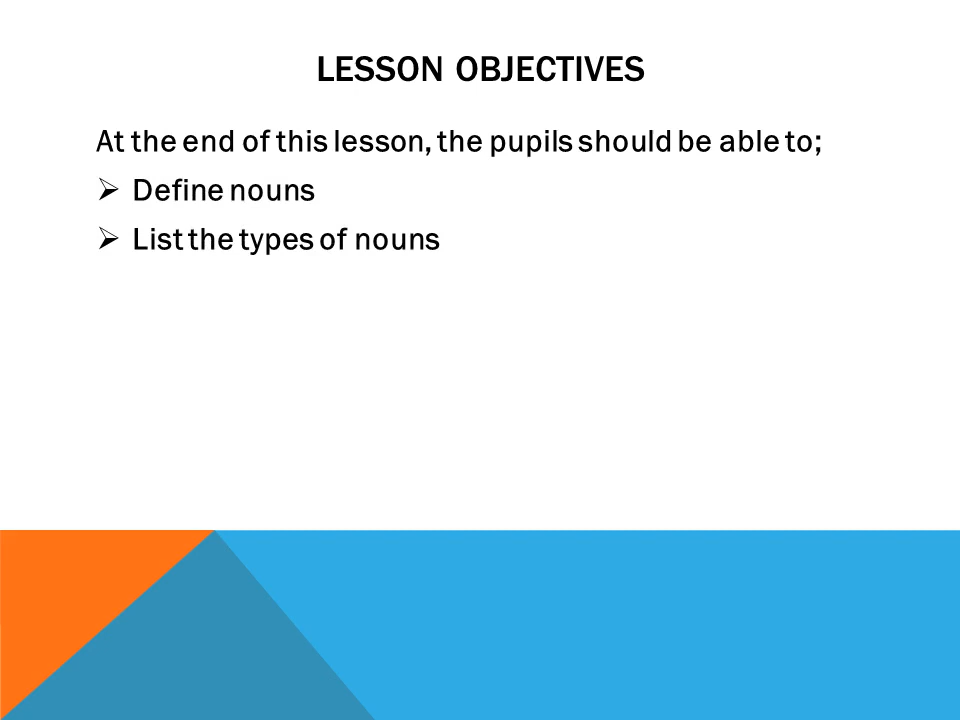 LESSON OBJECTIVES
At the end of this lesson, the pupils should be able to;
➢ Define nouns
➢ List the types of nouns